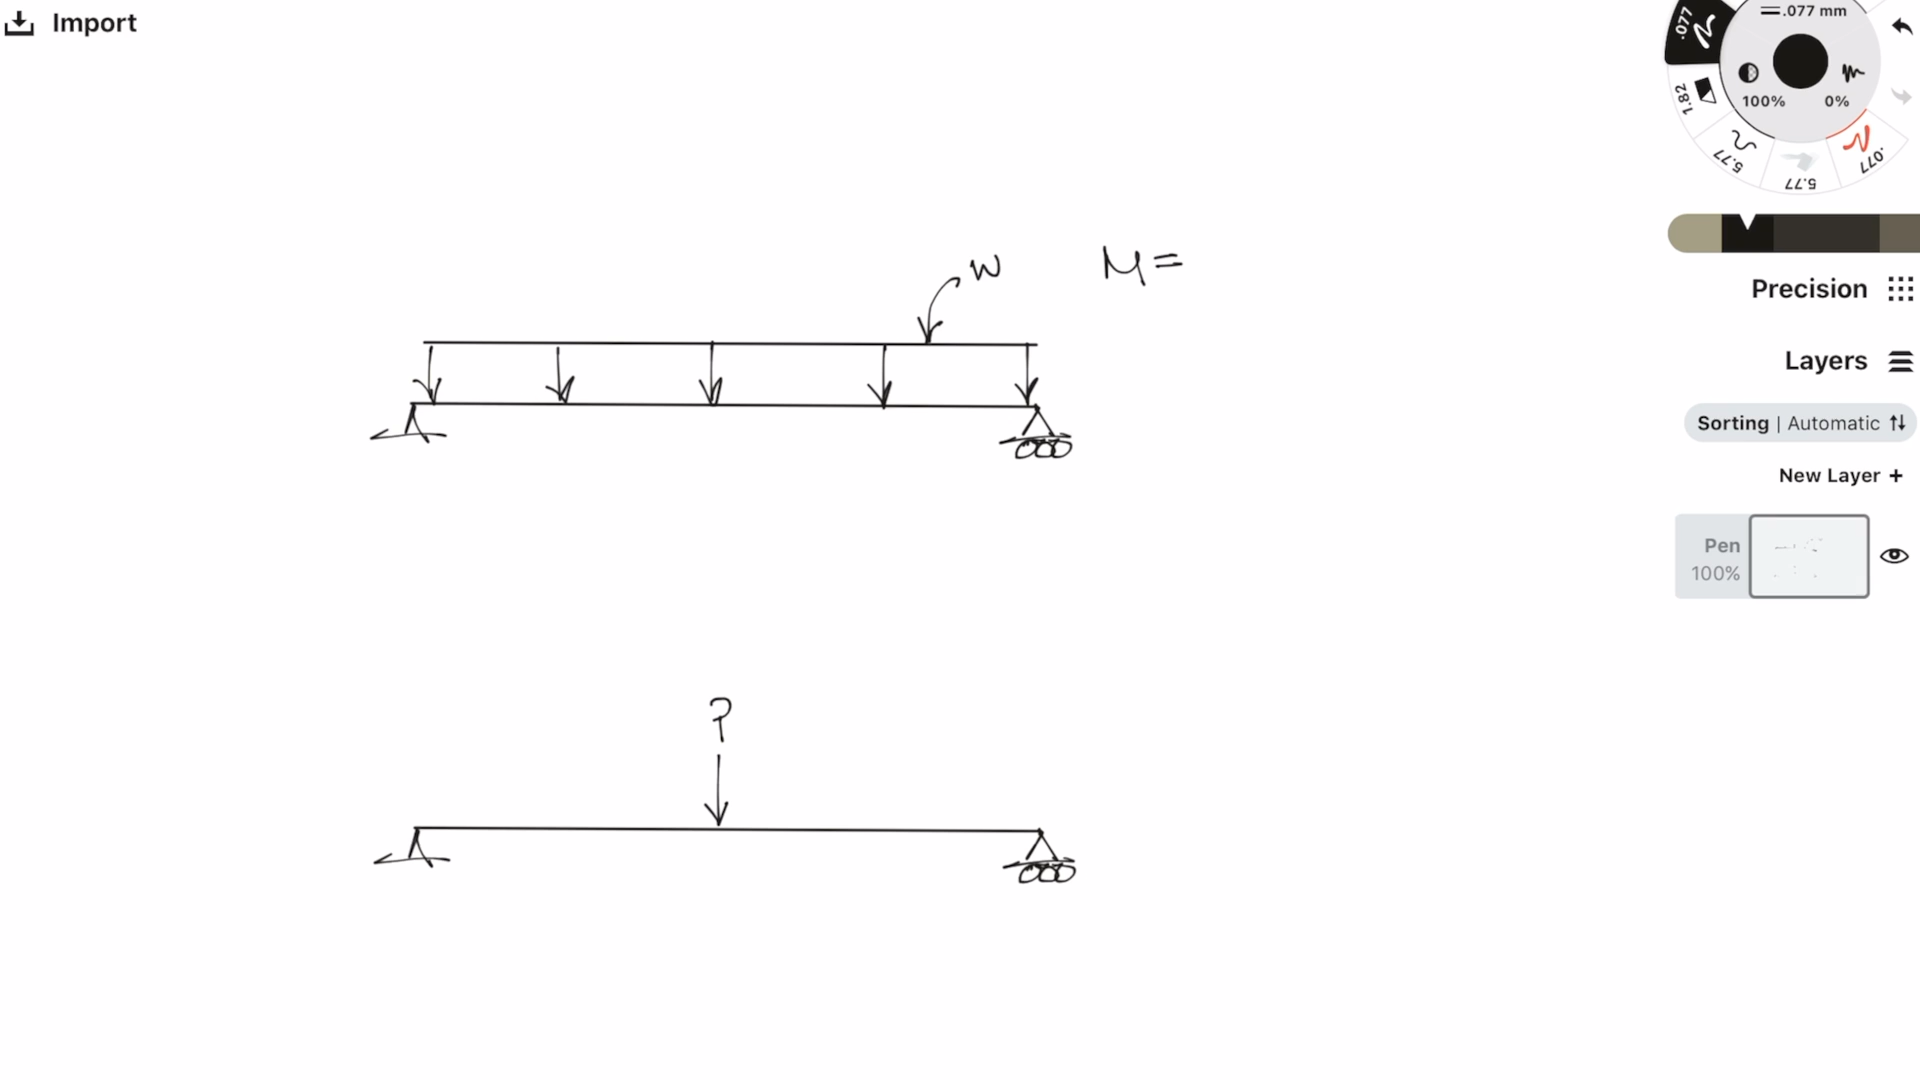 Import
=.077 mm
.077
100% 0%
1.82
5.77
5.77
.077
w M=
Precision
Layers
Sorting | Automatic
New Layer +
Pen
100%
?